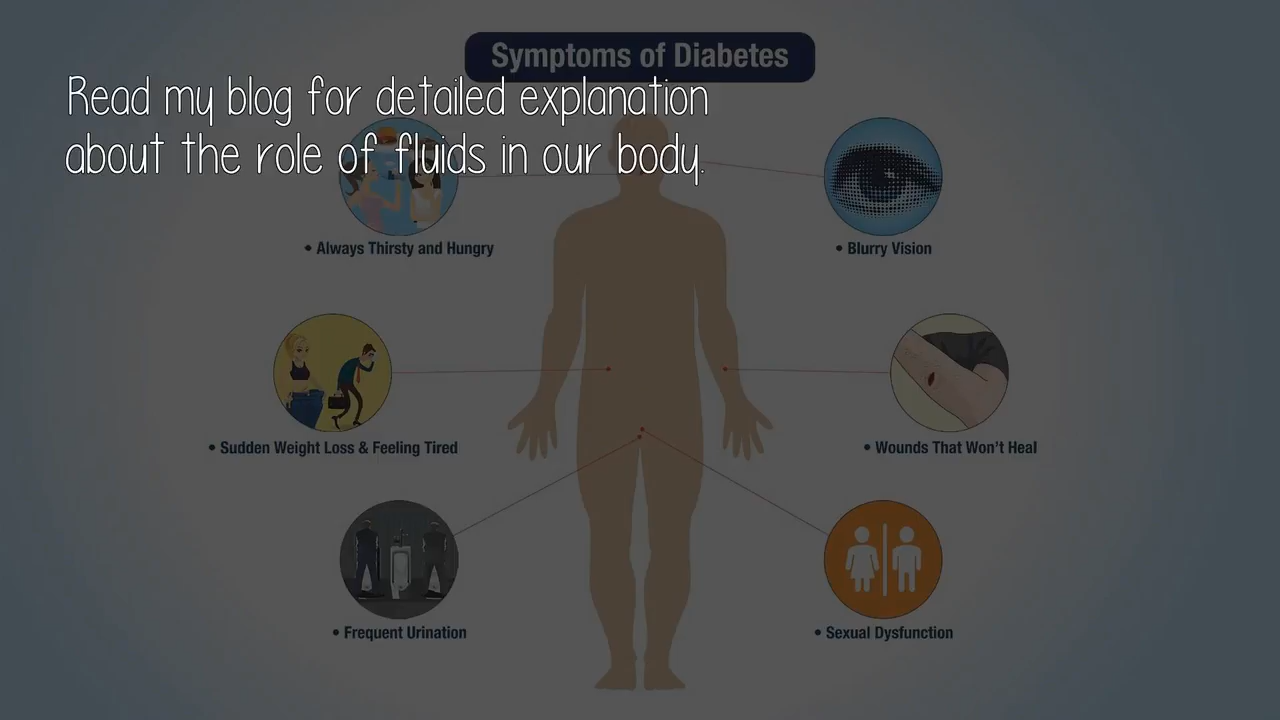 Symptoms of Diabetes
Read my blog for detailed explanation
about the role of fluids in our body.
• Always Thirsty and Hungry
• Blurry Vision
• Sudden Weight Loss & Feeling Tired
• Wounds That Won't Heal
• Frequent Urination
• Sexual Dysfunction